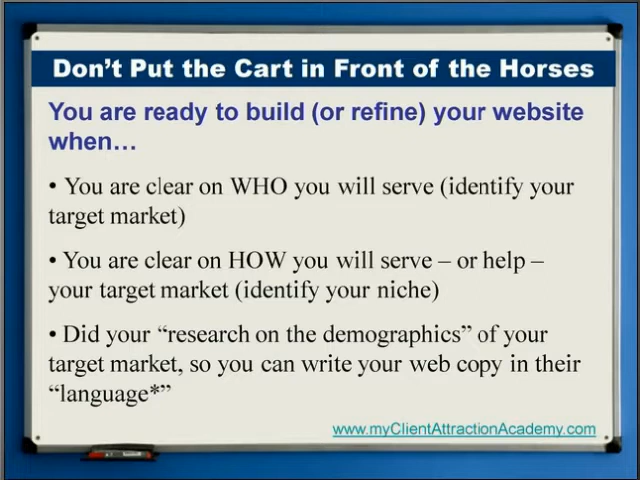 Don't Put the Cart in Front of the Horses
You are ready to build (or refine) your website
when…
• You are clear on WHO you will serve (identify your
target market)
• You are clear on HOW you will serve – or help –
your target market (identify your niche)
• Did your “research on the demographics” of your
target market, so you can write your web copy in their
“language*”
www.myClientAttractionAcademy.com